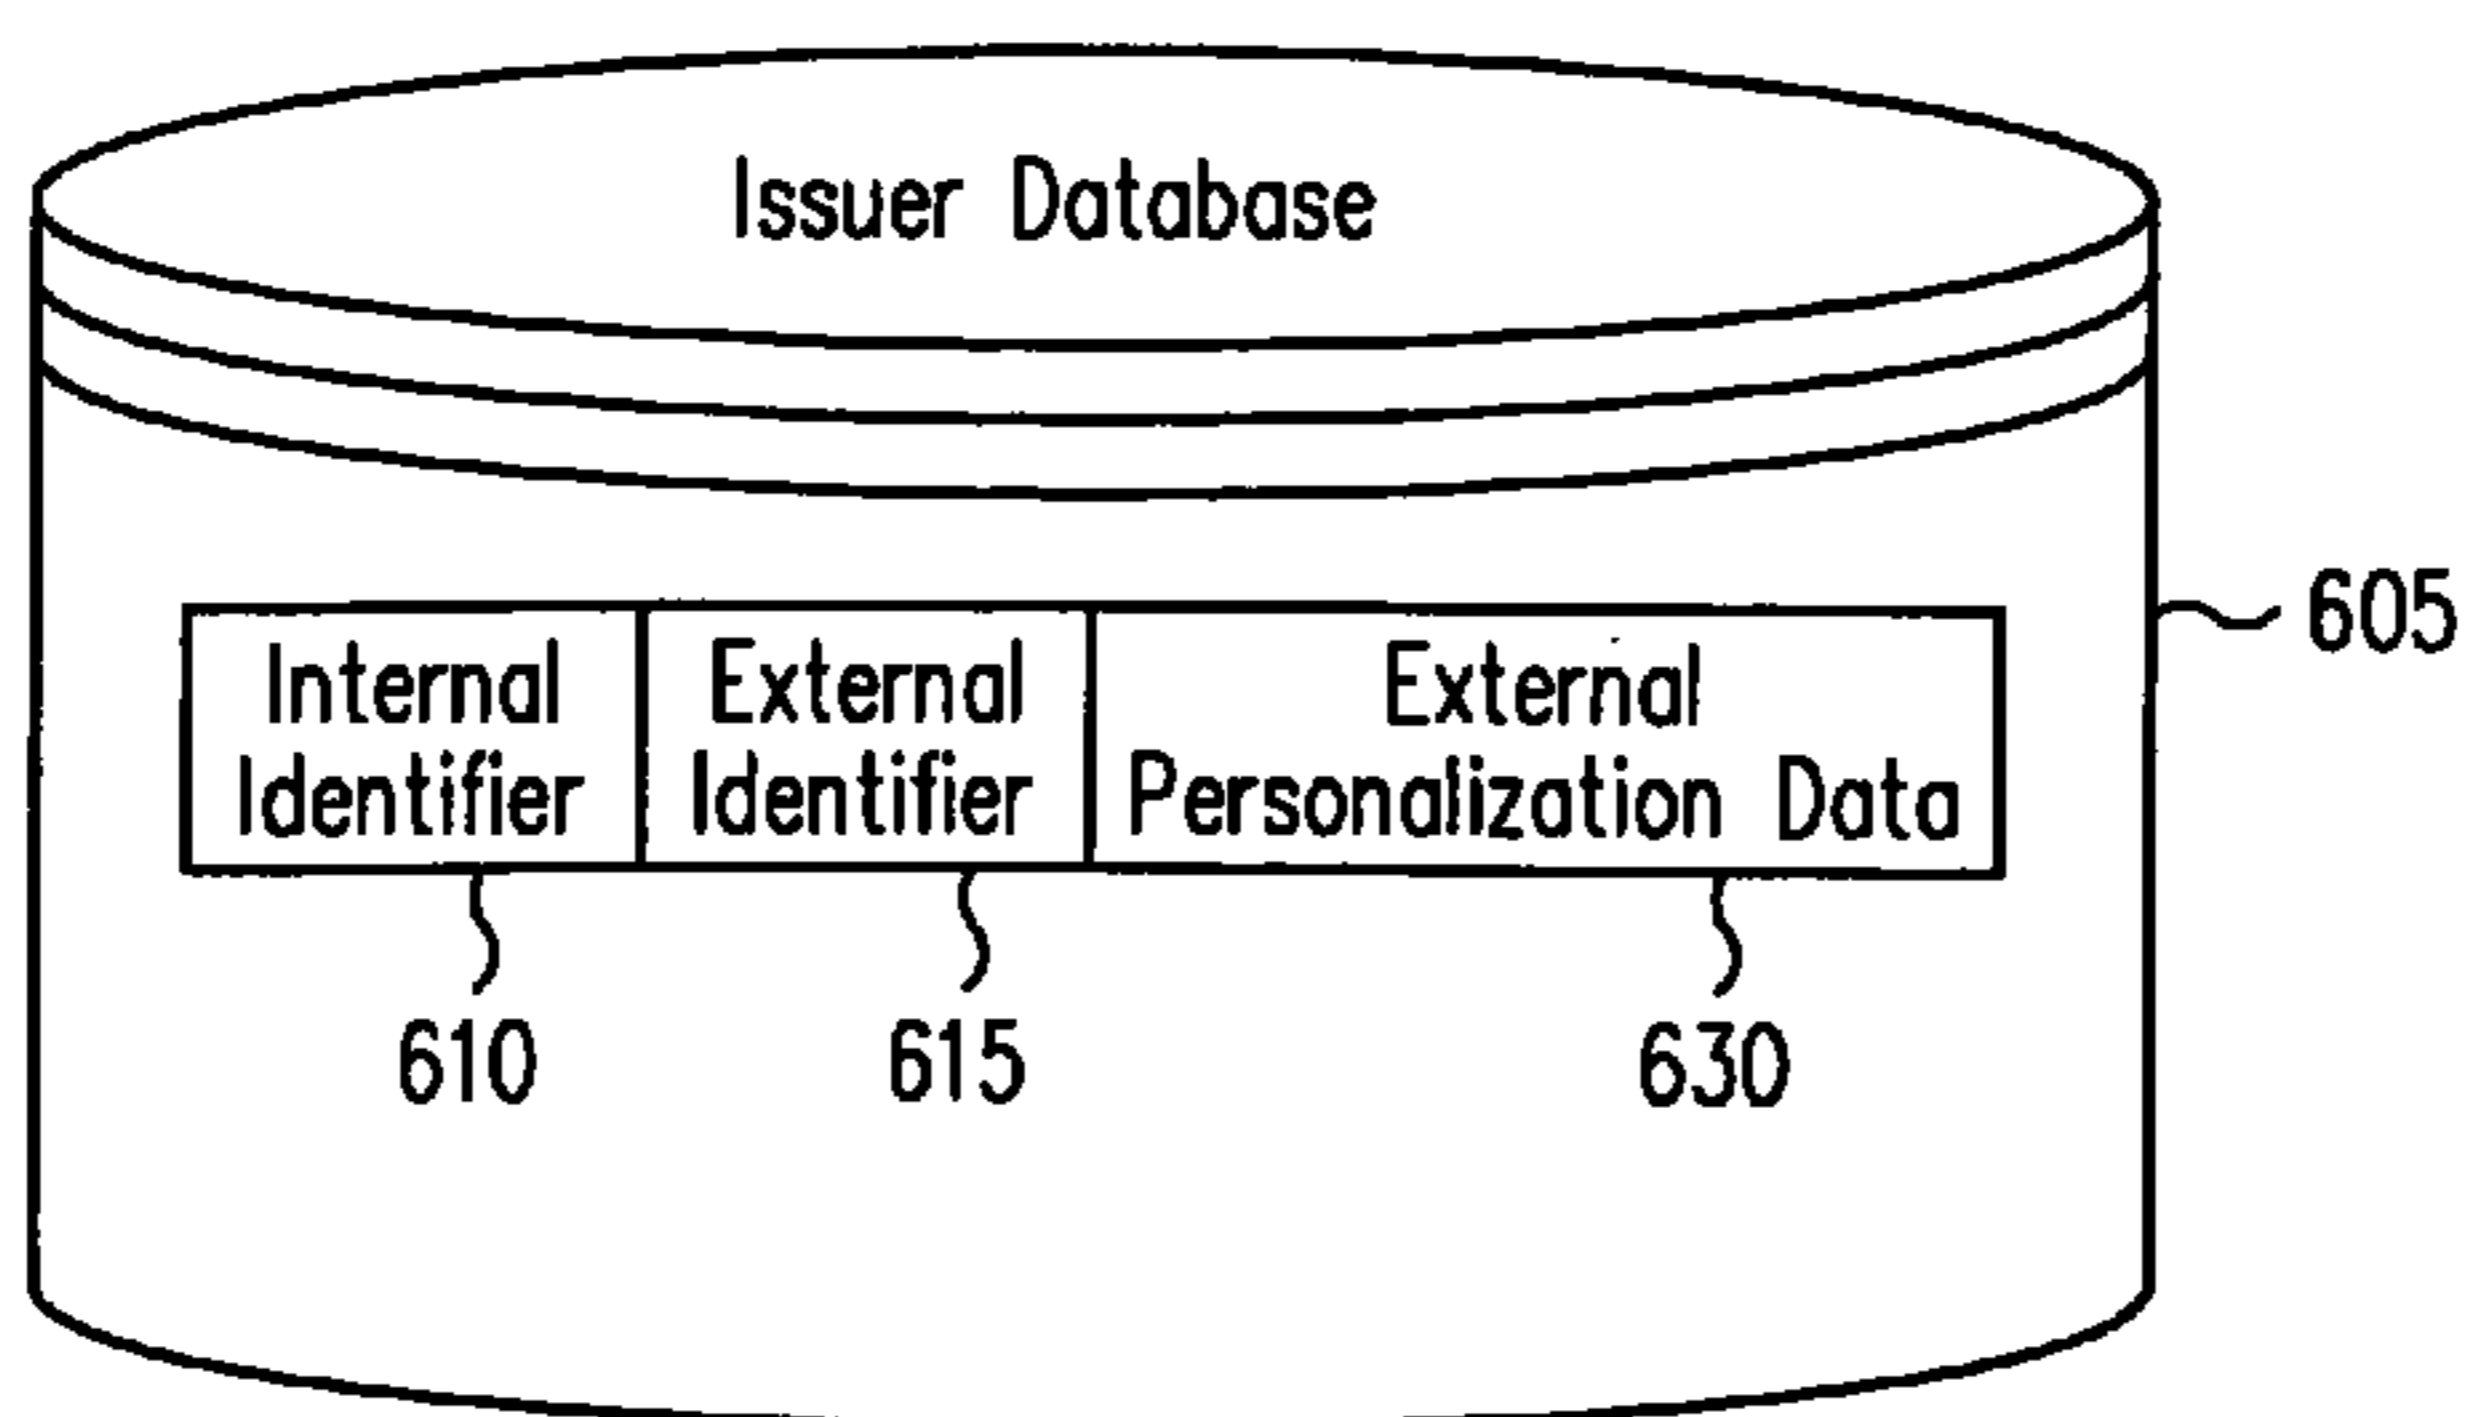 Issuer Database
605
Internal
Identifier
External
Identifier
External
Personalization Data
610
615
630